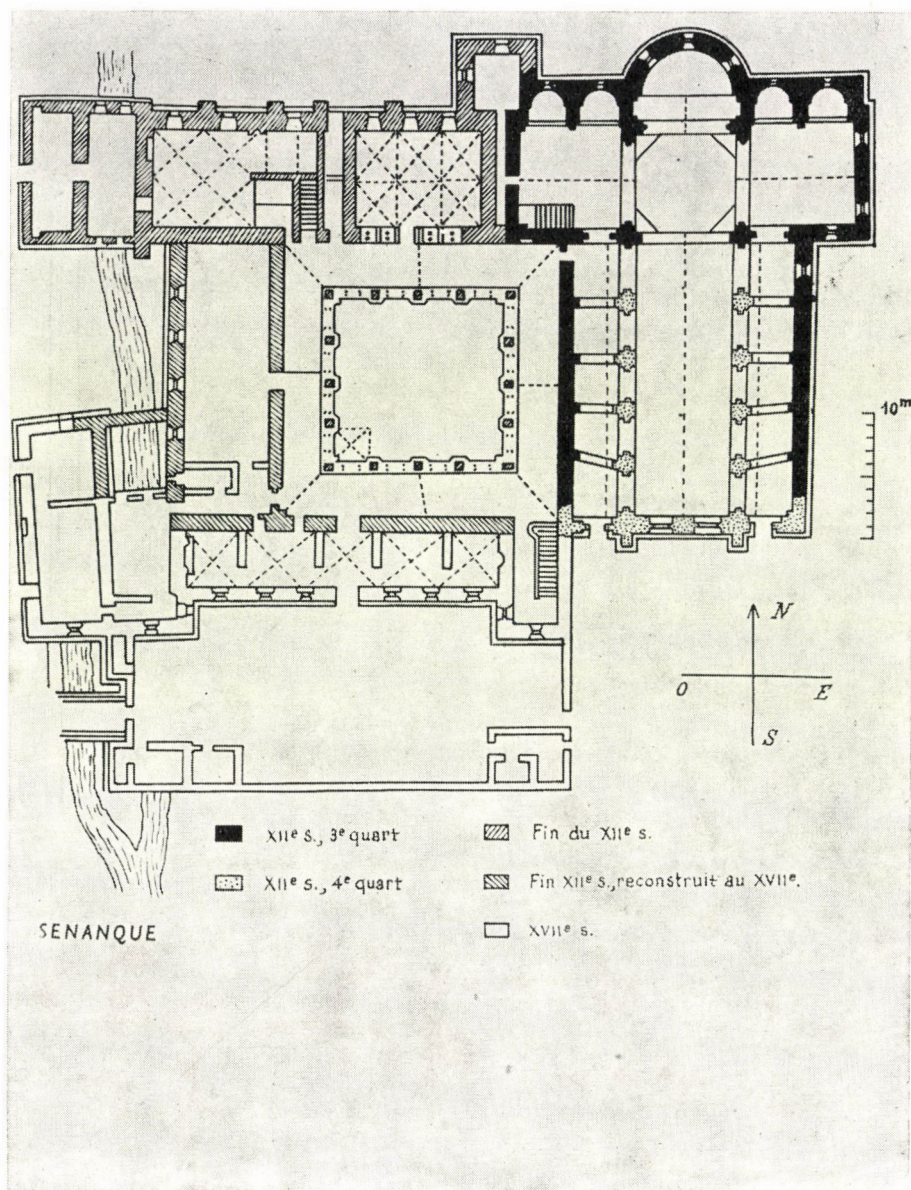 10m
N
O E
S
XIIe s., 3e quart
Fin du XIIe s.
XIIe s., 4e quart
Fin XIIe s., reconstruit au XVIIe.
XVIIe s.
SENANQUE